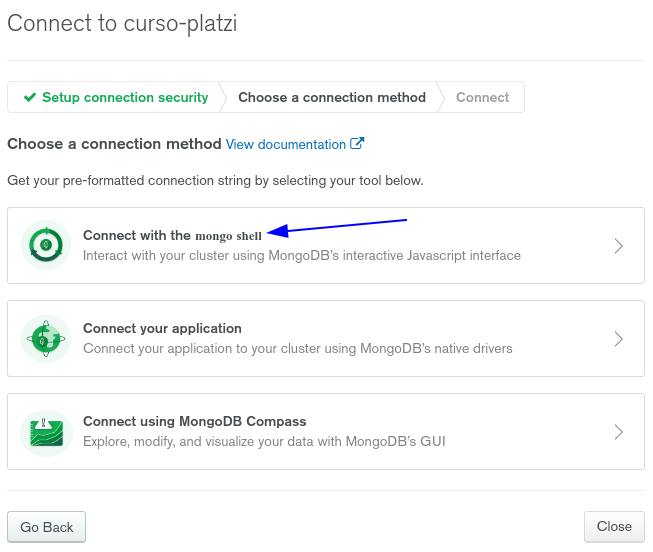 Connect to curso-platzi
Setup connection security
Choose a connection method
Connect
Choose a connection method View documentation
Get your pre-formatted connection string by selecting your tool below.
Connect with the mongo shell
Interact with your cluster using MongoDB's interactive Javascript interface
Connect your application
Connect your application to your cluster using MongoDB's native drivers
Connect using MongoDB Compass
Explore, modify, and visualize your data with MongoDB's GUI
Go Back
Close